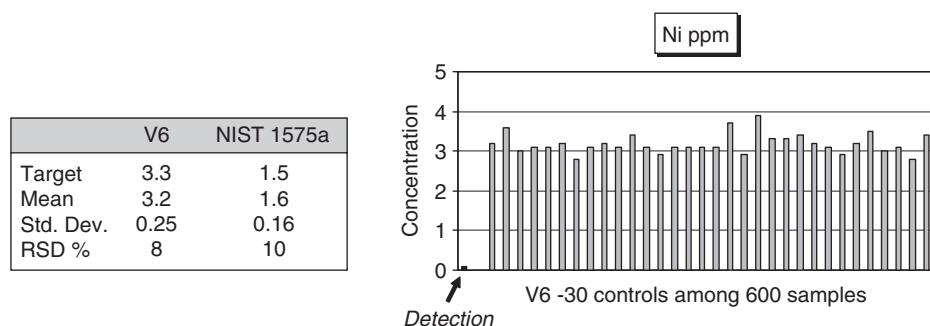 Ni ppm
V6 NIST 1575a
Target 3.3 1.5
Mean 3.2 1.6
Std. Dev. 0.25 0.16
RSD % 8 10
Concentration
5
4
3
2
1
0
V6 -30 controls among 600 samples
Detection